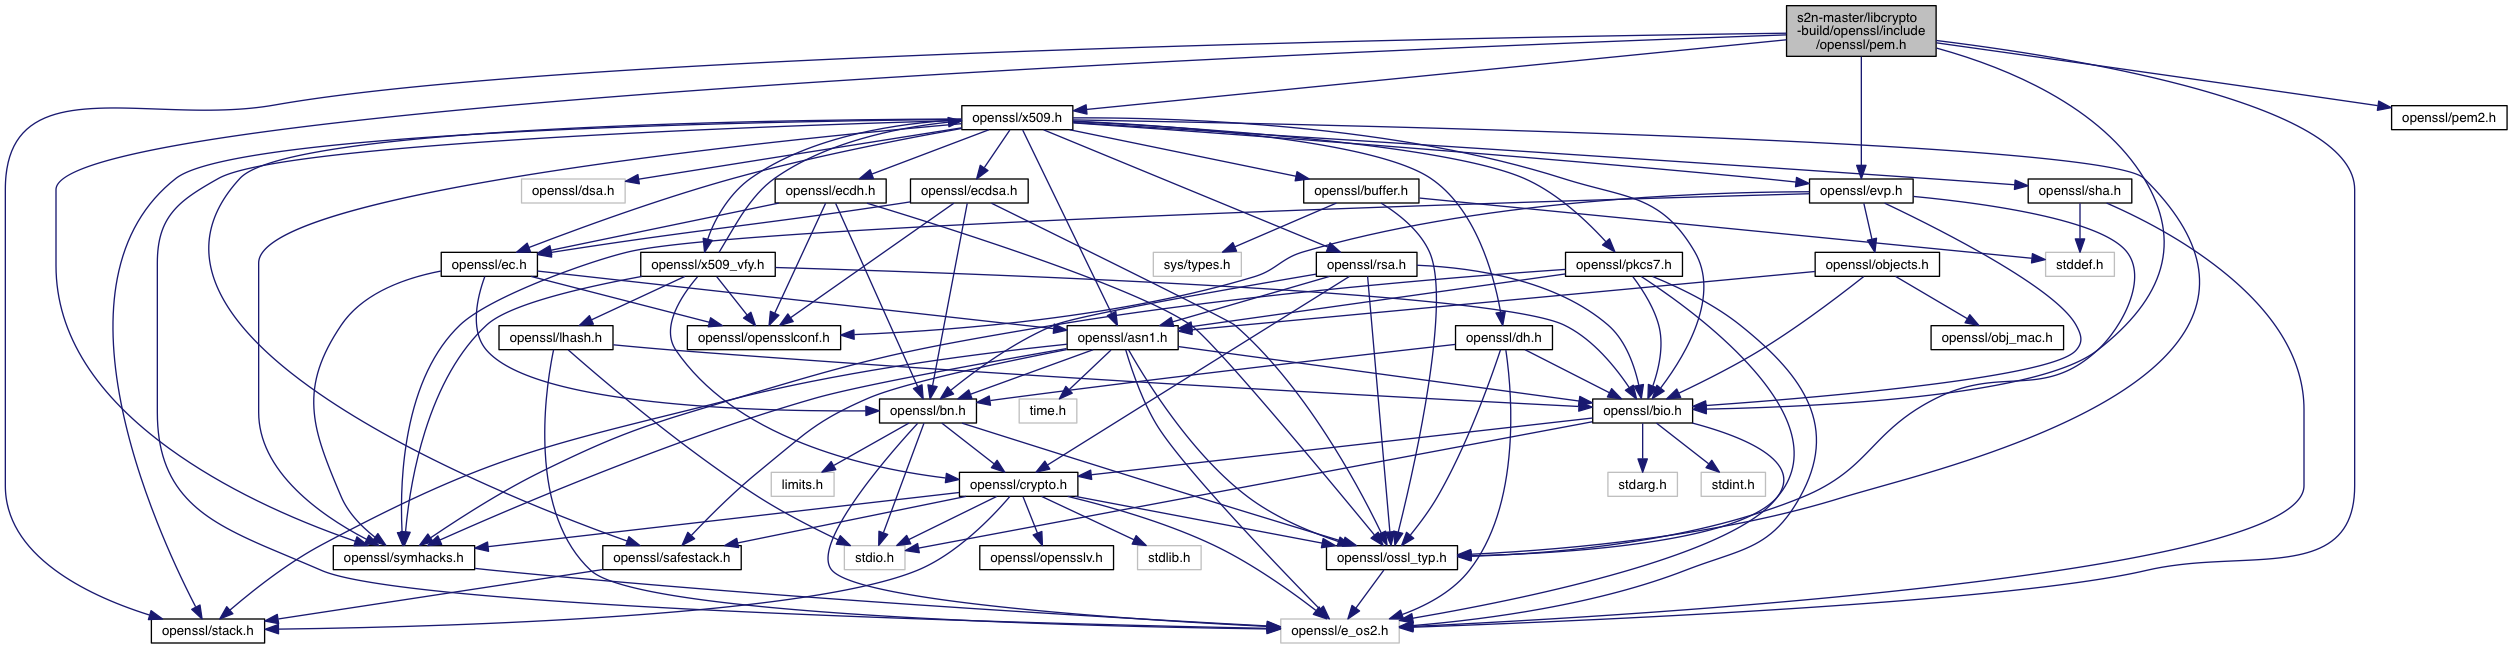 s2n-master/libcrypto
-build/openssl/include
/openssl/pem.h
openssl/x509.h
openssl/pem2.h
openssl/dsa.h
openssl/ecdh.h
openssl/ecdsa.h
openssl/buffer.h
openssl/evp.h
openssl/sha.h
openssl/ec.h
openssl/x509_vfy.h
sys/types.h
openssl/rsa.h
openssl/pkcs7.h
openssl/objects.h
stddef.h
openssl/lhash.h
openssl/opensslconf.h
openssl/asn1.h
openssl/dh.h
openssl/obj_mac.h
openssl/bn.h
time.h
openssl/bio.h
limits.h
openssl/crypto.h
stdarg.h
stdint.h
openssl/symhacks.h
openssl/safestack.h
stdio.h
openssl/opensslv.h
stdlib.h
openssl/ossl_typ.h
openssl/stack.h
openssl/e_os2.h